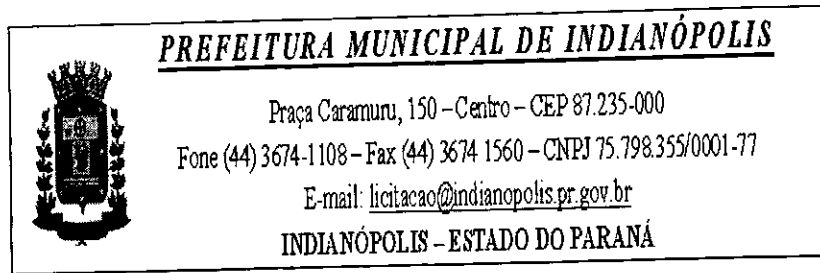 PREFEITURA MUNICIPAL DE INDIANÓPOLIS
Praça Caramuru, 150 – Centro – CEP 87.235-000
Fone (44) 3674-1108 – Fax (44) 3674 1560 – CNPJ 75.798.355/0001-77
E-mail: licitacao@indianopolis.pr.gov.br
INDIANÓPOLIS – ESTADO DO PARANÁ